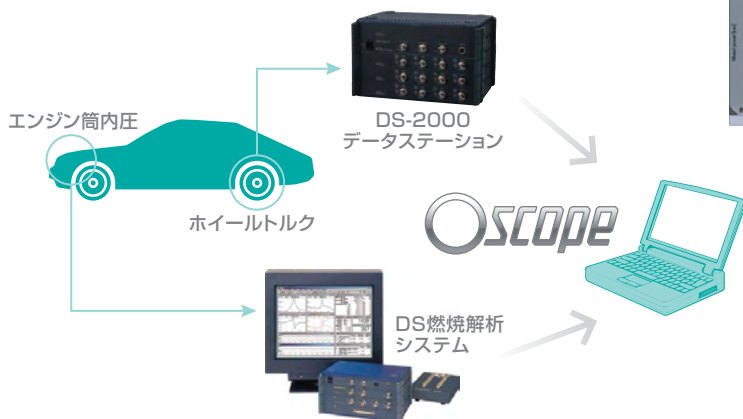 エンジン筒内圧
ホイールトルク
DS-2000
データステーション
Oscope
DS燃焼解析
システム